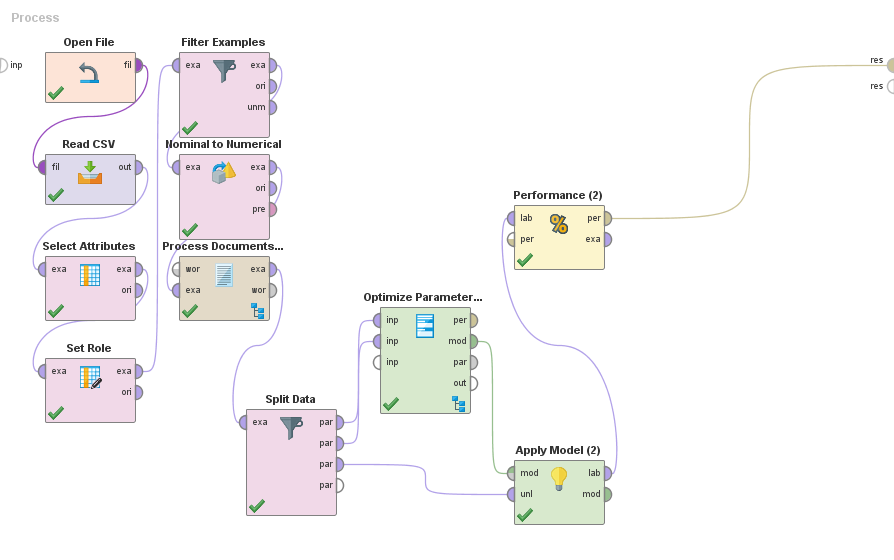 Process
inp
Open File
fil
Read CSV
fil
out
Select Attributes
exa
exa
ori
Set Role
exa
exa
ori
Filter Examples
exa
exa
ori
unm
Nominal to Numerical
exa
exa
ori
pre
Process Documents...
wor
exa
exa
wor
Split Data
exa
par
par
par
par
Optimize Parameter...
inp
per
inp
mod
inp
par
out
Performance (2)
lab
per
per
exa
Apply Model (2)
mod
lab
unl
mod
res
res